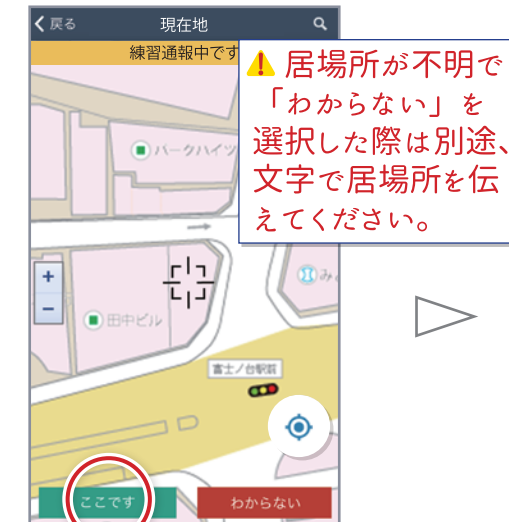 戻る
現在地
練習通報中です
⚠ 居場所が不明で
「わからない」を
選択した際は別途、
文字で居場所を伝
えてください。
パークハイツ
み
+
−
田中ビル
富士ノ台駅前
ここです
わからない